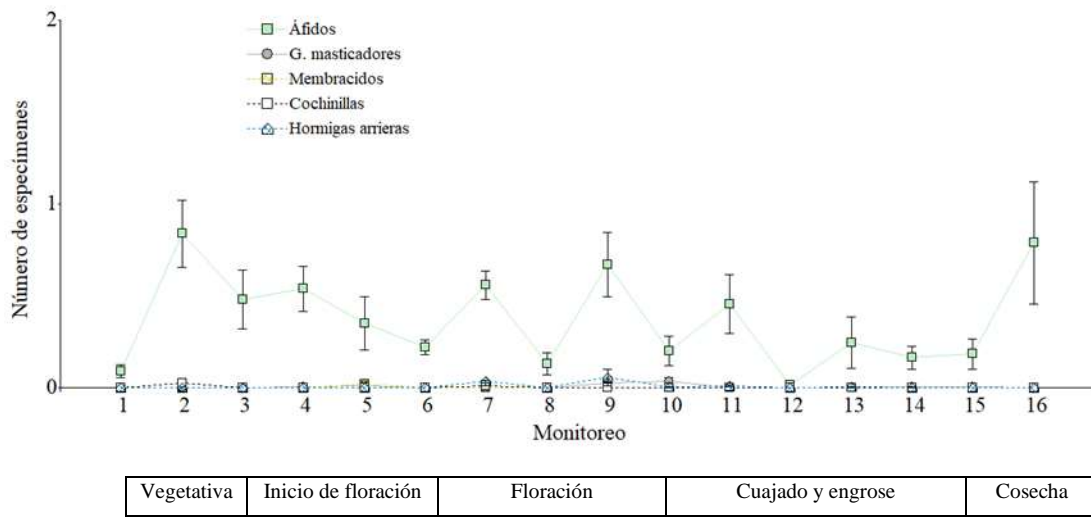 2
Áfidos
G. masticadores
Membracidos
Cochinillas
Hormigas arrieras
Número de especímenes
1
0
1 2 3 4 5 6 7 8 9 10 11 12 13 14 15 16
Monitoreo
Vegetativa Inicio de floración Floración Cuajado y engrose Cosecha